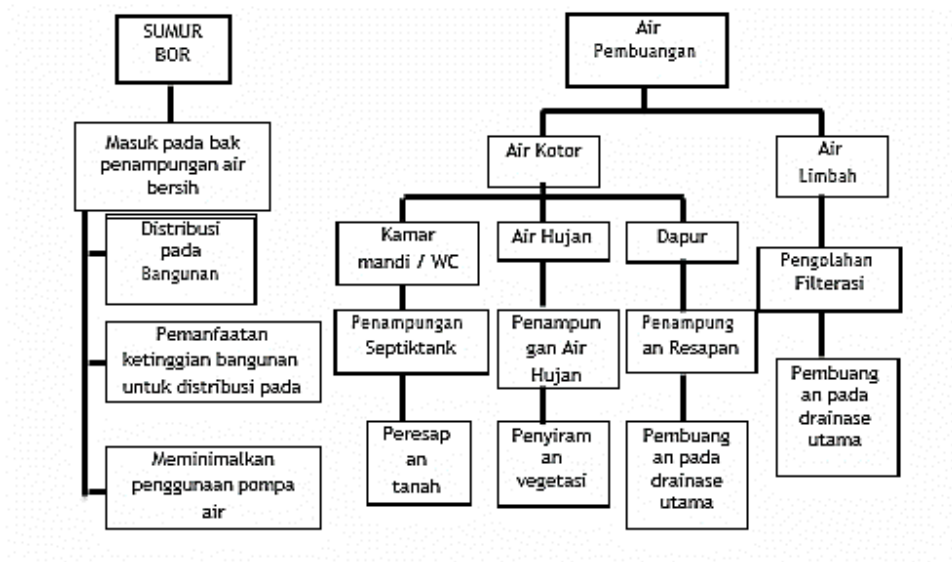 SUMUR
BOR
Masuk pada bak
penampungan air
bersih
Distribusi
pada
Bangunan
Pemanfaatan
ketinggian bangunan
untuk distribusi pada
Meminimalkan
penggunaan pompa
air
Air
Pembuangan
Air Kotor
Air
Limbah
Kamar
mandi / WC
Air Hujan
Dapur
Pengolahan
Filterasi
Penampungan
Septiktank
Penampun
gan Air
Hujan
Penampung
an Resapan
Pembuang
an pada
drainase
utama
Peresap
an
tanah
Penyiram
an
vegetasi
Pembuang
an pada
drainase
utama